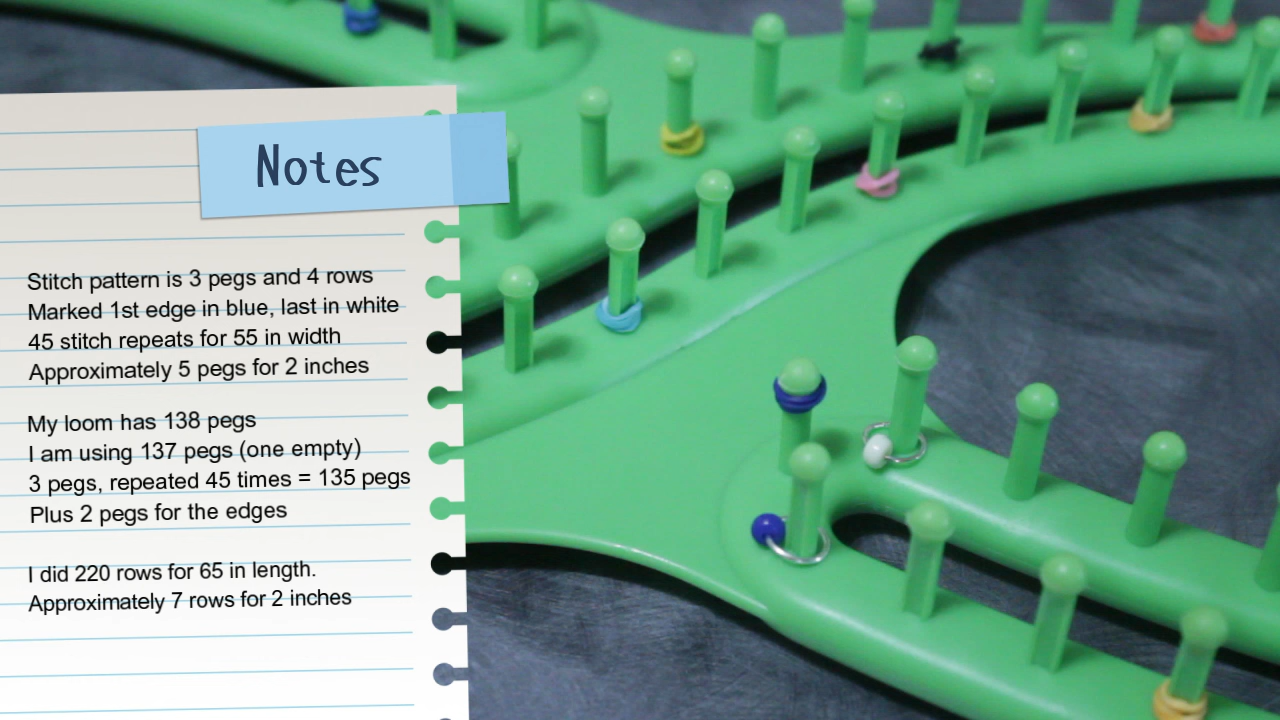 Notes
Stitch pattern is 3 pegs and 4 rows
Marked 1st edge in blue, last in white
45 stitch repeats for 55 in width
Approximately 5 pegs for 2 inches
My loom has 138 pegs
I am using 137 pegs (one empty)
3 pegs, repeated 45 times = 135 pegs
Plus 2 pegs for the edges
I did 220 rows for 65 in length.
Approximately 7 rows for 2 inches